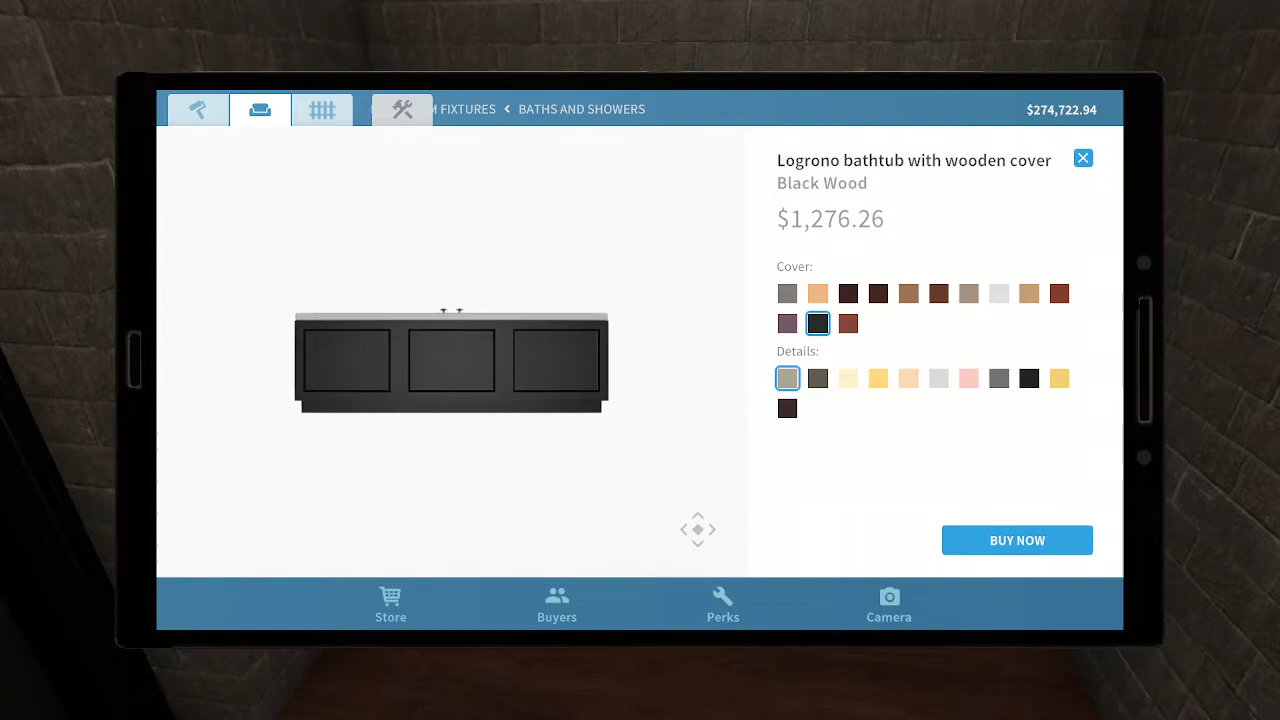 M FIXTURES < BATHS AND SHOWERS
$274,722.94
Logrono bathtub with wooden cover
Black Wood
$1,276.26
Cover:
Details:
BUY NOW
Store
Buyers
Perks
Camera